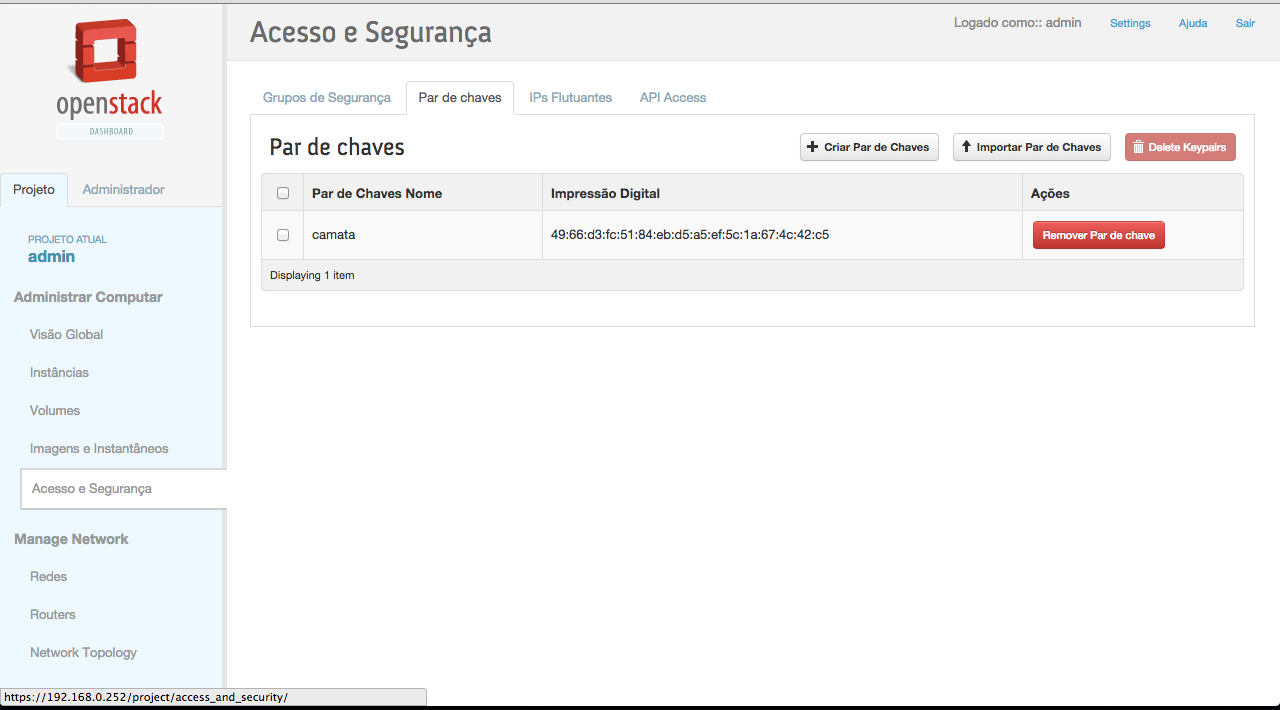 openstack
DASHBOARD
Projeto
Administrador
PROJETO ATUAL
admin
Administrar Computar
Visão Global
Instâncias
Volumes
Imagens e Instantâneos
Acesso e Segurança
Manage Network
Redes
Routers
Network Topology
Acesso e Segurança
Logado como:: admin
Settings
Ajuda
Sair
Grupos de Segurança
Par de chaves
IPs Flutuantes
API Access
Par de chaves
Criar Par de Chaves
Importar Par de Chaves
Delete Keypairs
Par de Chaves Nome
Impressão Digital
Ações
camata
49:66:d3:fc:51:84:eb:d5:a5:ef:5c:1a:67:4c:42:c5
Remover Par de chave
Displaying 1 item
https://192.168.0.252/project/access_and_security/